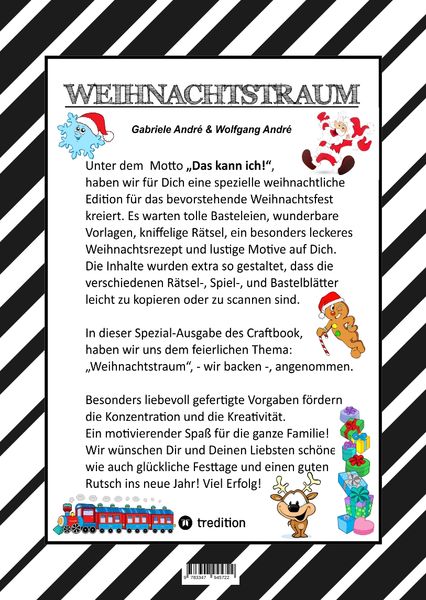 WEIHNACHTSTRAUM
Gabriele André & Wolfgang André
Unter dem Motto „Das kann ich!“,
haben wir für Dich eine spezielle weihnachtliche
Edition für das bevorstehende Weihnachtsfest
kreiert. Es warten tolle Basteleien, wunderbare
Vorlagen, kniffelige Rätsel, ein besonders leckeres
Weihnachtsrezept und lustige Motive auf Dich.
Die Inhalte wurden extra so gestaltet, dass die
verschiedenen Rätsel-, Spiel-, und Bastelblätter
leicht zu kopieren oder zu scannen sind.
In dieser Spezial-Ausgabe des Craftbook,
haben wir uns dem feierlichen Thema:
„Weihnachtstraum“, - wir backen -, angenommen.
Besonders liebevoll gefertigte Vorgaben fördern
die Konzentration und die Kreativität.
Ein motivierender Spaß für die ganze Familie!
Wir wünschen Dir und Deinen Liebsten schöne
wie auch glückliche Festtage und einen guten
Rutsch ins neue Jahr! Viel Erfolg!
tredition
9 783347 945722